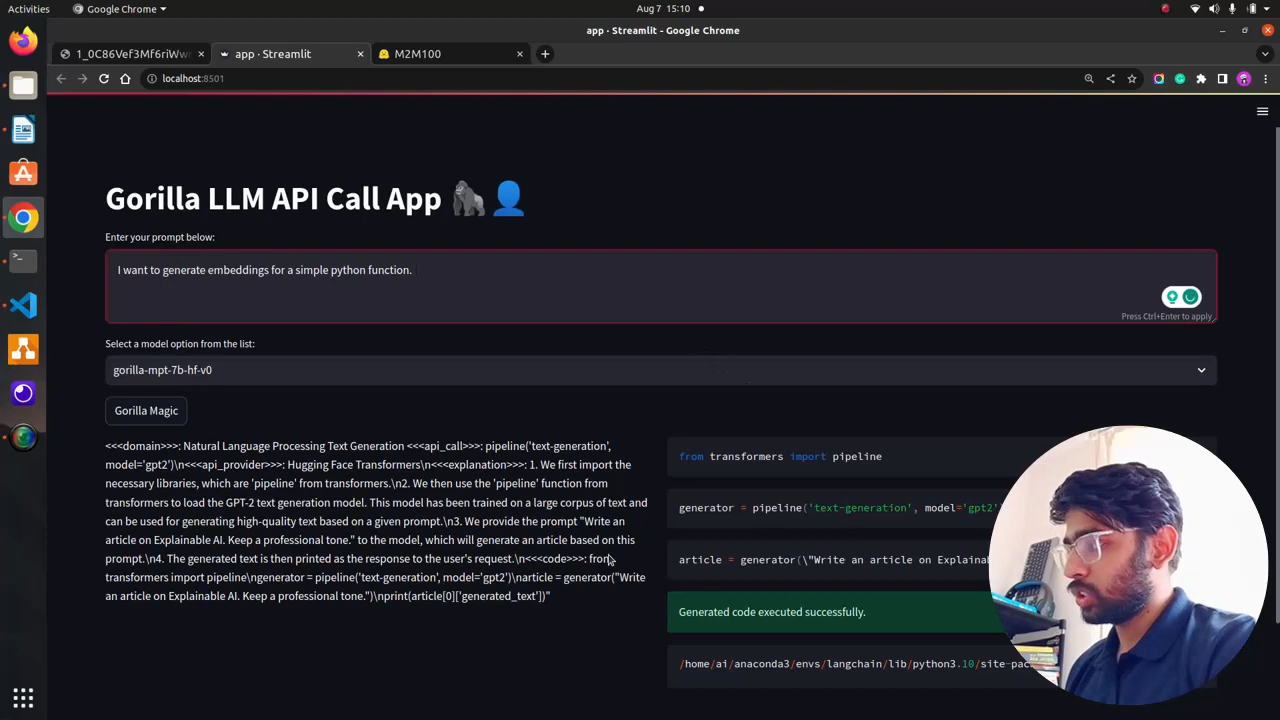 Activities
Google Chrome
Aug 7 15:10
app · Streamlit - Google Chrome
1_0C86Vef3Mf6riWw
app · Streamlit
M2M100
localhost:8501
Gorilla LLM API Call App
Enter your prompt below:
I want to generate embeddings for a simple python function.
Press Ctrl+Enter to apply
Select a model option from the list:
gorilla-mpt-7b-hf-v0
Gorilla Magic
<<<domain>>>: Natural Language Processing Text Generation <<<api_call>>>: pipeline('text-generation',
model='gpt2')\n<<<api_provider>>>: Hugging Face Transformers\n<<<explanation>>>: 1. We first import the
necessary libraries, which are 'pipeline' from transformers.\n2. We then use the 'pipeline' function from
transformers to load the GPT-2 text generation model. This model has been trained on a large corpus of text and
can be used for generating high-quality text based on a given prompt.\n3. We provide the prompt "Write an
article on Explainable AI. Keep a professional tone." to the model, which will generate an article based on this
prompt.\n4. The generated text is then printed as the response to the user's request.\n<<<code>>>: from
transformers import pipeline\ngenerator = pipeline('text-generation', model='gpt2')\narticle = generator("Write
an article on Explainable AI. Keep a professional tone.")\nprint(article[0]['generated_text'])"
from transformers import pipeline
generator = pipeline('text-generation', model='gpt2')
article = generator(\"Write an article on Explaina
Generated code executed successfully.
/home/ai/anaconda3/envs/langchain/lib/python3.10/site-pac